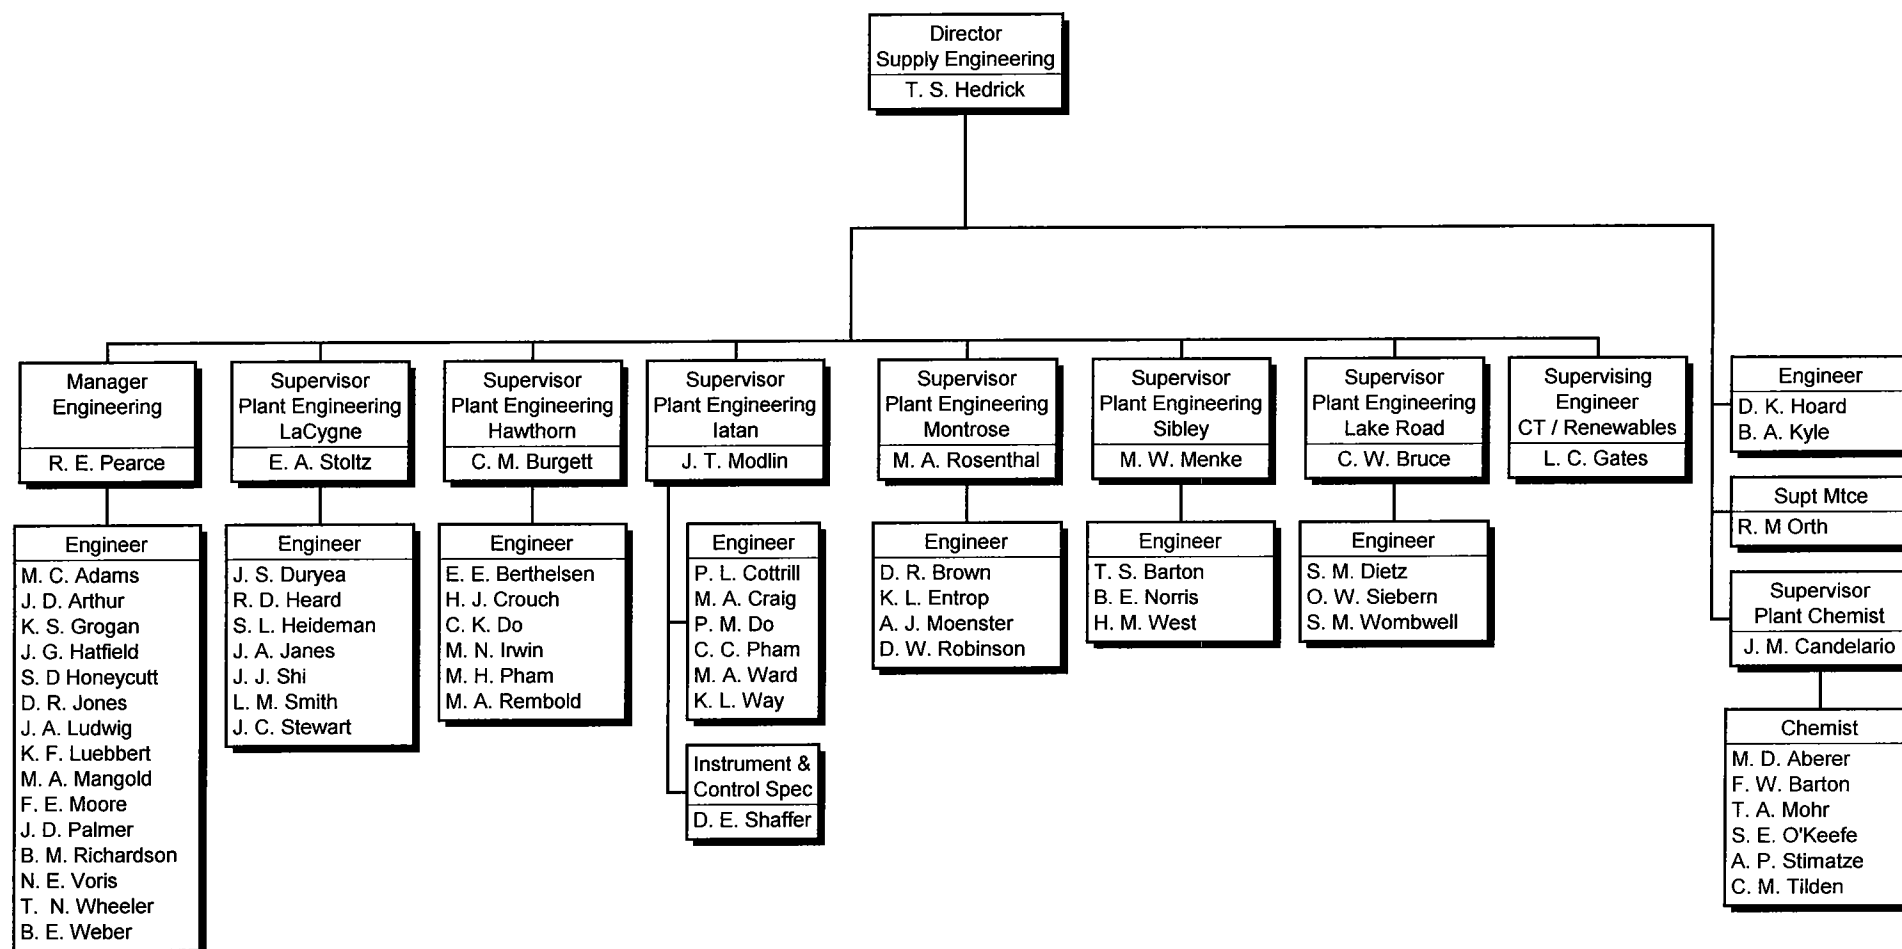 Director
Supply Engineering
T. S. Hedrick
Manager
Engineering
R. E. Pearce
Engineer
M. C. Adams
J. D. Arthur
K. S. Grogan
J. G. Hatfield
S. D Honeycutt
D. R. Jones
J. A. Ludwig
K. F. Luebbert
M. A. Mangold
F. E. Moore
J. D. Palmer
B. M. Richardson
N. E. Voris
T. N. Wheeler
B. E. Weber
Supervisor
Plant Engineering
LaCygne
E. A. Stoltz
Engineer
J. S. Duryea
R. D. Heard
S. L. Heideman
J. A. Janes
J. J. Shi
L. M. Smith
J. C. Stewart
Supervisor
Plant Engineering
Hawthorn
C. M. Burgett
Engineer
E. E. Berthelsen
H. J. Crouch
C. K. Do
M. N. Irwin
M. H. Pham
M. A. Rembold
Supervisor
Plant Engineering
Iatan
J. T. Modlin
Engineer
P. L. Cottrill
M. A. Craig
P. M. Do
C. C. Pham
M. A. Ward
K. L. Way
Instrument &
Control Spec
D. E. Shaffer
Supervisor
Plant Engineering
Montrose
M. A. Rosenthal
Engineer
D. R. Brown
K. L. Entrop
A. J. Moenster
D. W. Robinson
Supervisor
Plant Engineering
Sibley
M. W. Menke
Engineer
T. S. Barton
B. E. Norris
H. M. West
Supervisor
Plant Engineering
Lake Road
C. W. Bruce
Engineer
S. M. Dietz
O. W. Siebern
S. M. Wombwell
Supervising
Engineer
CT / Renewables
L. C. Gates
Engineer
D. K. Hoard
B. A. Kyle
Supt Mtce
R. M Orth
Supervisor
Plant Chemist
J. M. Candelario
Chemist
M. D. Aberer
F. W. Barton
T. A. Mohr
S. E. O'Keefe
A. P. Stimatze
C. M. Tilden